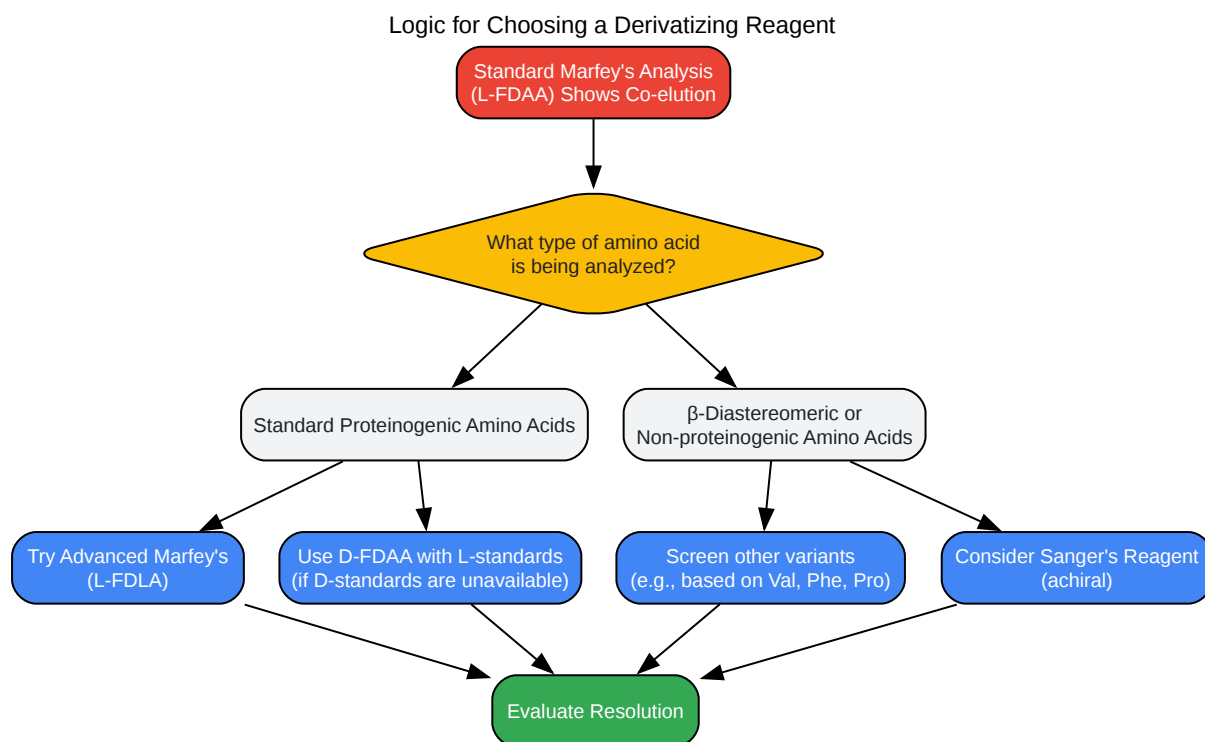 Logic for Choosing a Derivatizing Reagent
Standard Marfey's Analysis
(L-FDAA) Shows Co-elution
What type of amino acid
is being analyzed?
Standard Proteinogenic Amino Acids
β-Diastereomeric or
Non-proteinogenic Amino Acids
Try Advanced Marfey's
(L-FDLA)
Use D-FDAA with L-standards
(if D-standards are unavailable)
Screen other variants
(e.g., based on Val, Phe, Pro)
Consider Sanger's Reagent
(achiral)
Evaluate Resolution